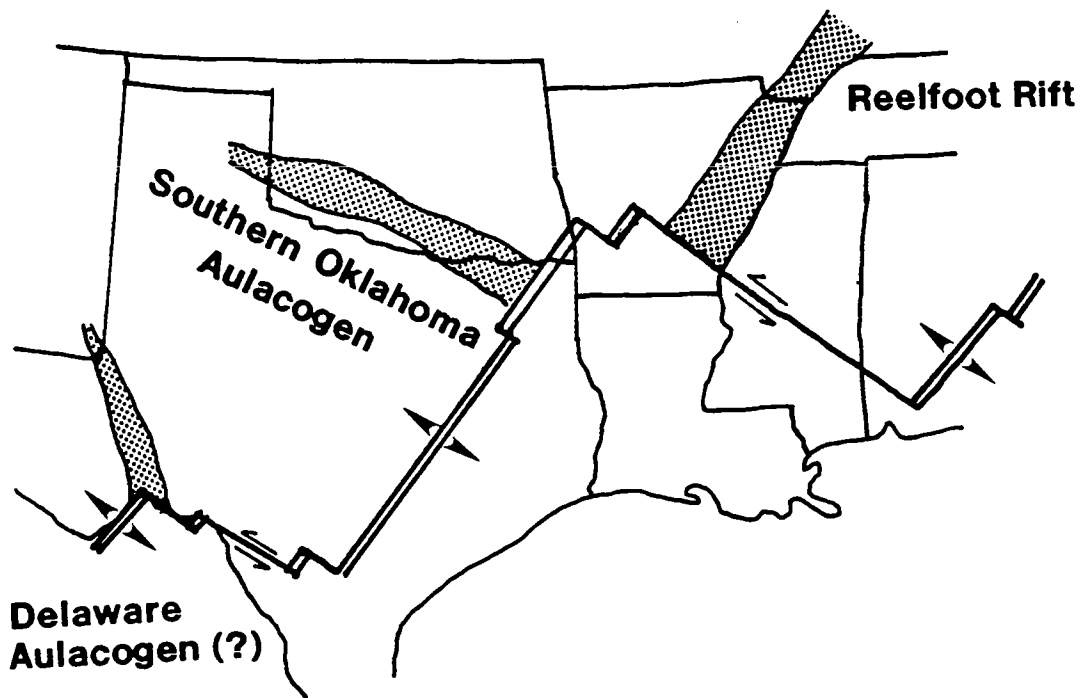 Reelfoot Rift
Southern Oklahoma
Aulacogen
Delaware
Aulacogen (?)